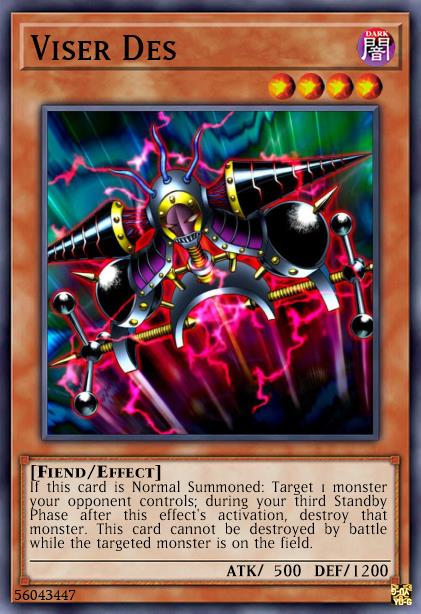 Viser Des
DARK
闇
[Fiend/Effect]
If this card is Normal Summoned: Target 1 monster
your opponent controls; during your third Standby
Phase after this effect's activation, destroy that
monster. This card cannot be destroyed by battle
while the targeted monster is on the field.
ATK/ 500 DEF/1200
56043447